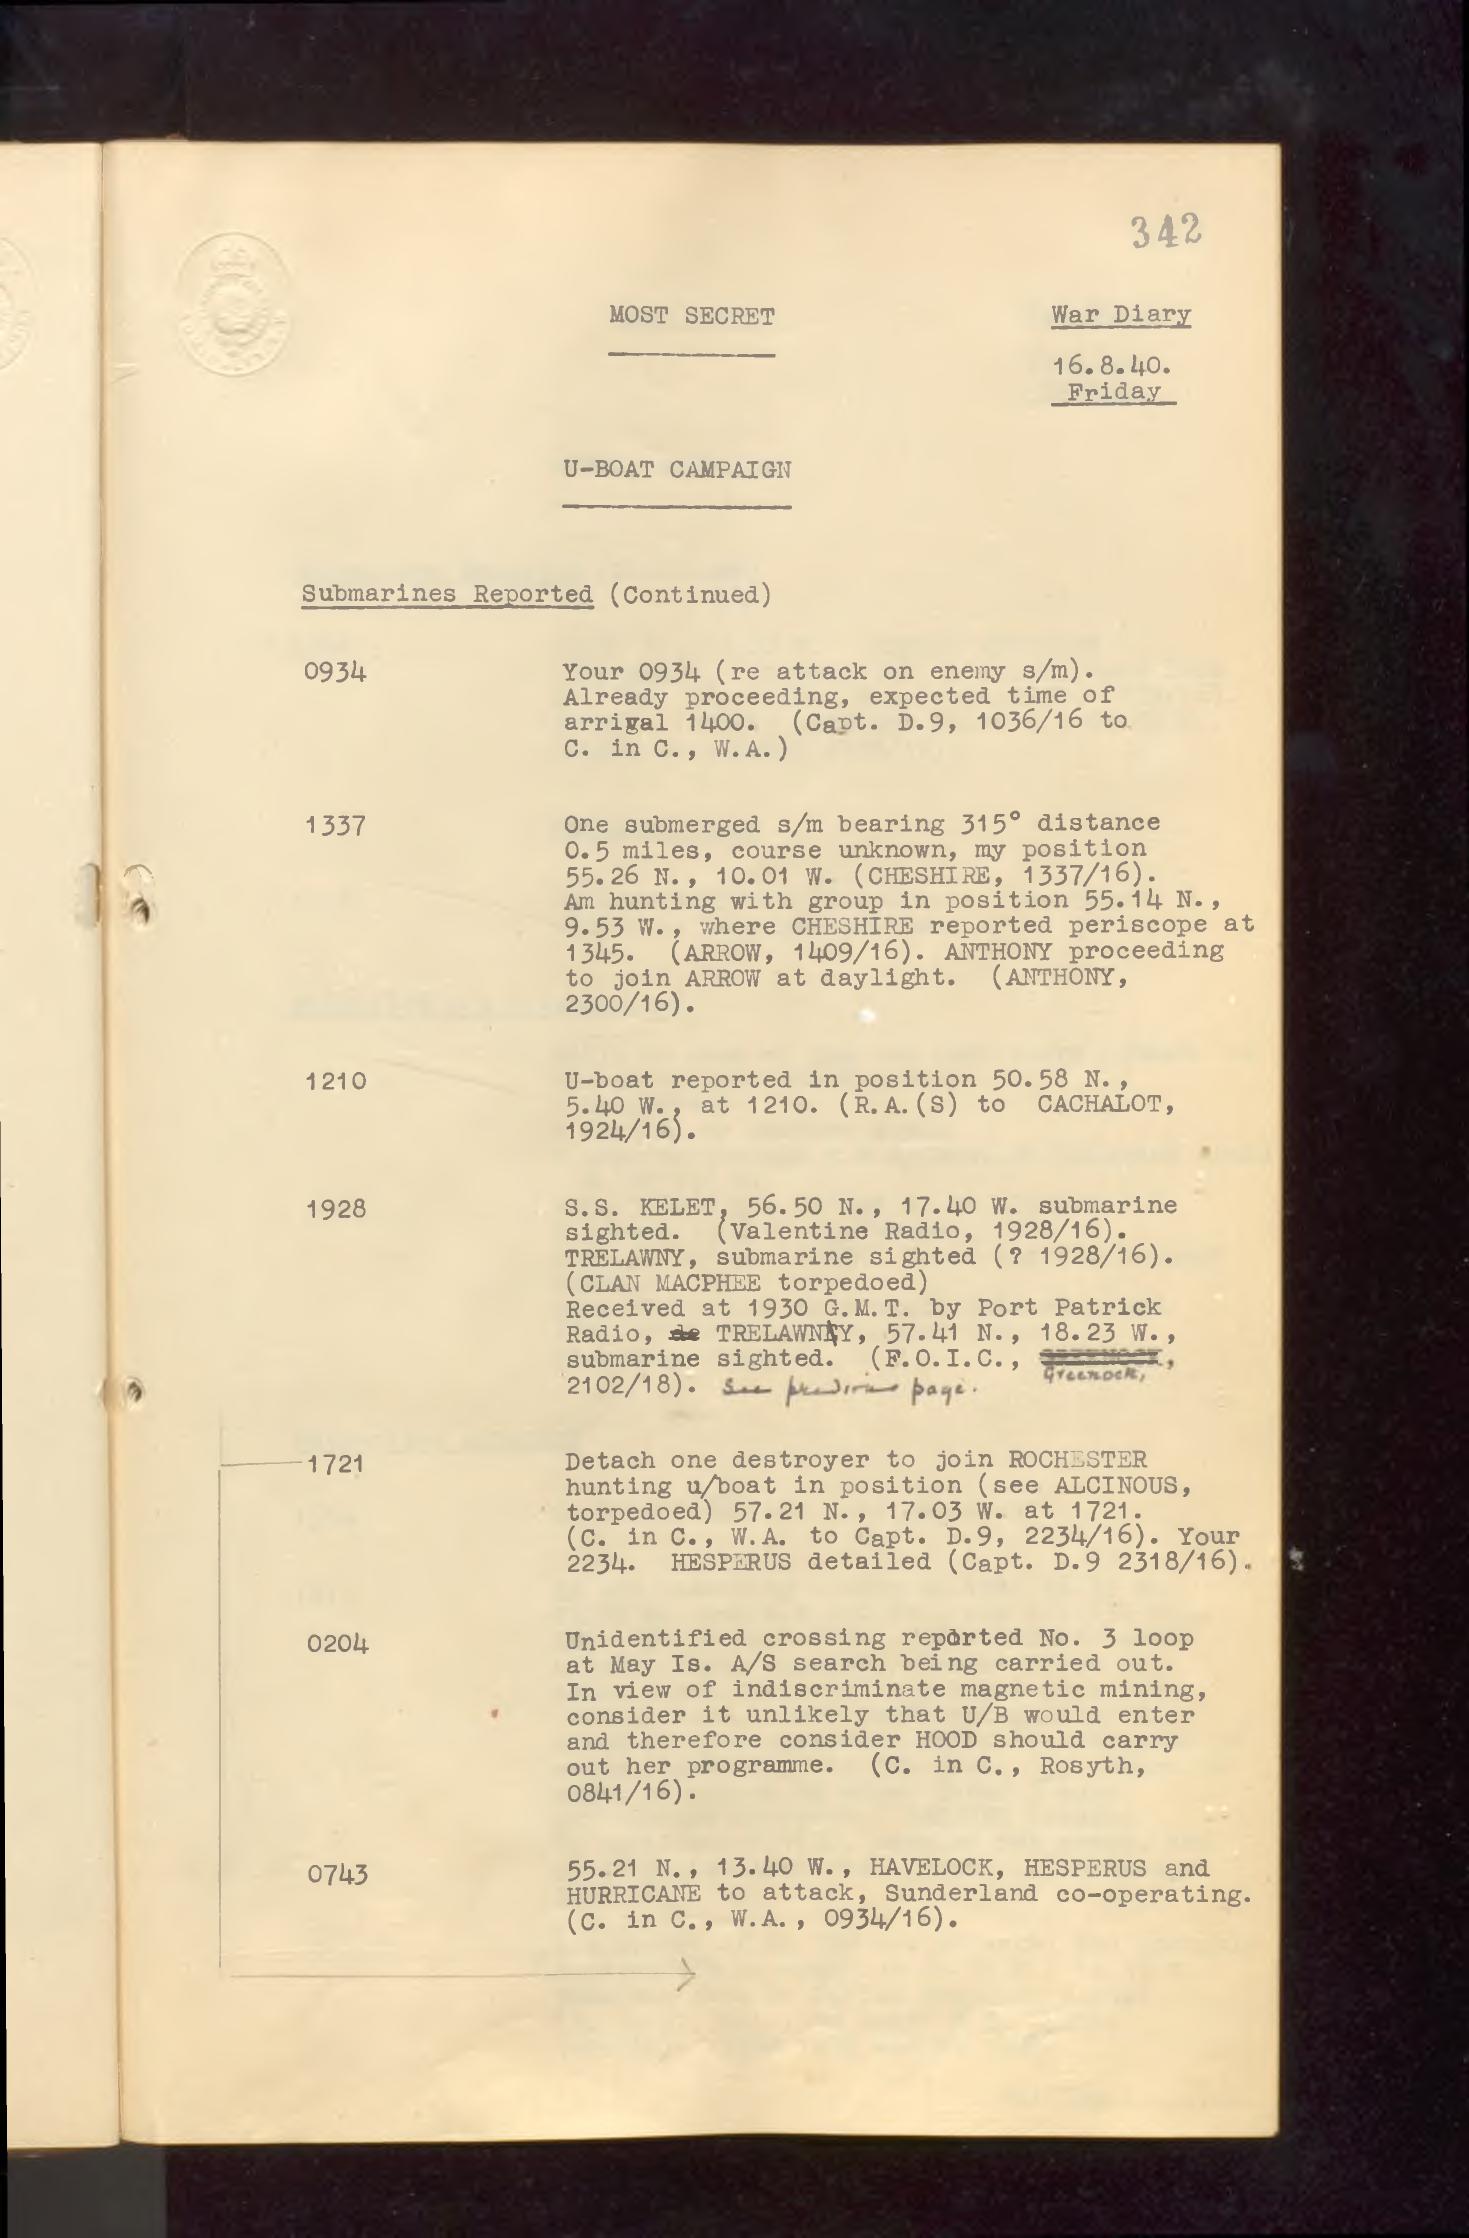 342
MOST SECRET
War Diary
16.8.40.
Friday
U-BOAT CAMPAIGN
Submarines Reported (Continued)
0934 Your 0934 (re attack on enemy s/m).
Already proceeding, expected time of
arrival 1400. (Capt. D.9, 1036/16 to
C. in C., W.A.)
1337 One submerged s/m bearing 315° distance
0.5 miles, course unknown, my position
55.26 N., 10.01 W. (CHESHIRE, 1337/16).
Am hunting with group in position 55.14 N.,
9.53 W., where CHESHIRE reported periscope at
1345. (ARROW, 1409/16). ANTHONY proceeding
to join ARROW at daylight. (ANTHONY,
2300/16).
1210 U-boat reported in position 50.58 N.,
5.40 W., at 1210. (R.A.(S) to CACHALOT,
1924/16).
1928 S.S. KELET, 56.50 N., 17.40 W. submarine
sighted. (Valentine Radio, 1928/16).
TRELAWNY, submarine sighted (? 1928/16).
(CLAN MACPHEE torpedoed)
Received at 1930 G.M.T. by Port Patrick
Radio, de TRELAWNY, 57.41 N., 18.23 W.,
submarine sighted. (F.O.I.C., Greenock,
2102/18). See previous page.
1721 Detach one destroyer to join ROCHESTER
hunting u/boat in position (see ALCINOUS,
torpedoed) 57.21 N., 17.03 W. at 1721.
(C. in C., W.A. to Capt. D.9, 2234/16). Your
2234. HESPERUS detailed (Capt. D.9 2318/16).
0204 Unidentified crossing reported No. 3 loop
at May Is. A/S search being carried out.
In view of indiscriminate magnetic mining,
consider it unlikely that U/B would enter
and therefore consider HOOD should carry
out her programme. (C. in C., Rosyth,
0841/16).
0743 55.21 N., 13.40 W., HAVELOCK, HESPERUS and
HURRICANE to attack, Sunderland co-operating.
(C. in C., W.A., 0934/16).